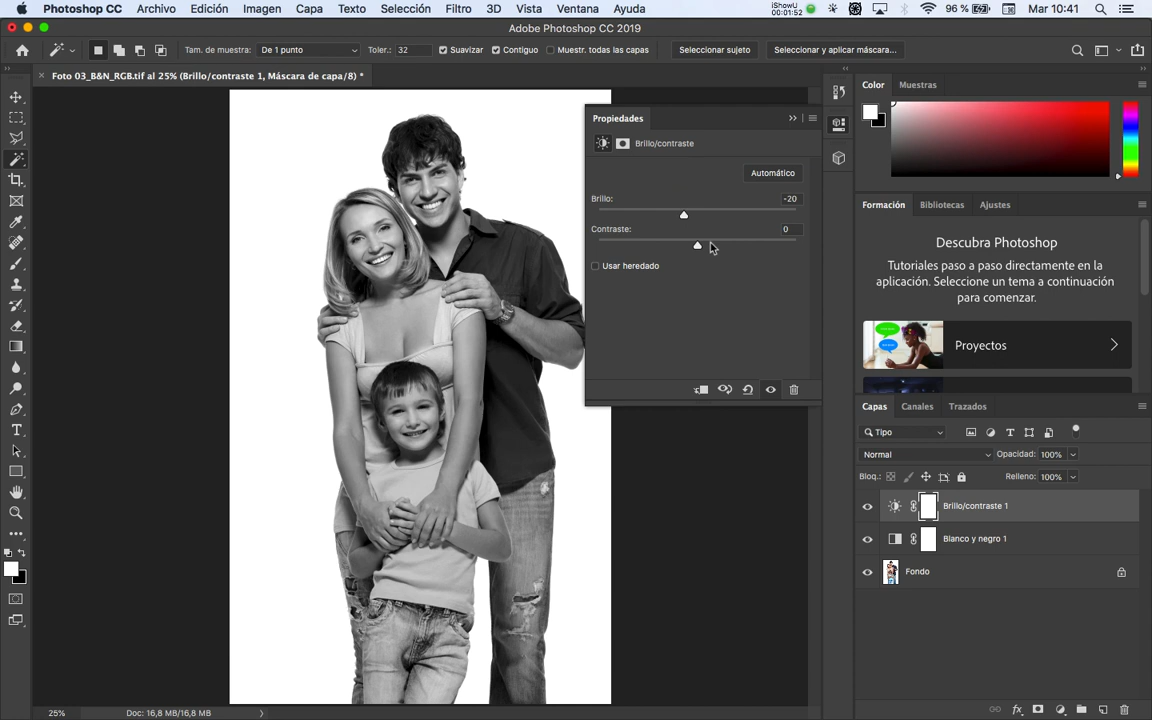 Photoshop CC Archivo Edición Imagen Capa Texto Selección Filtro 3D Vista Ventana Ayuda
iShowU
00:01:52
96 %
Mar 10:41
Adobe Photoshop CC 2019
Tam. de muestra: De 1 punto
Toler.: 32
Suavizar
Contiguo
Muestr. todas las capas
Seleccionar sujeto
Seleccionar y aplicar máscara...
Foto 03_B&N_RGB.tif al 25% (Brillo/contraste 1, Máscara de capa/8) *
Propiedades
Brillo/contraste
Automático
Brillo: -20
Contraste: 0
Usar heredado
Color Muestras
Formación Bibliotecas Ajustes
Descubra Photoshop
Tutoriales paso a paso directamente en la
aplicación. Seleccione un tema a continuación
para comenzar.
Proyectos
Capas Canales Trazados
Tipo
Normal Opacidad: 100%
Bloq.: Relleno: 100%
Brillo/contraste 1
Blanco y negro 1
Fondo
25% Doc: 16,8 MB/16,8 MB